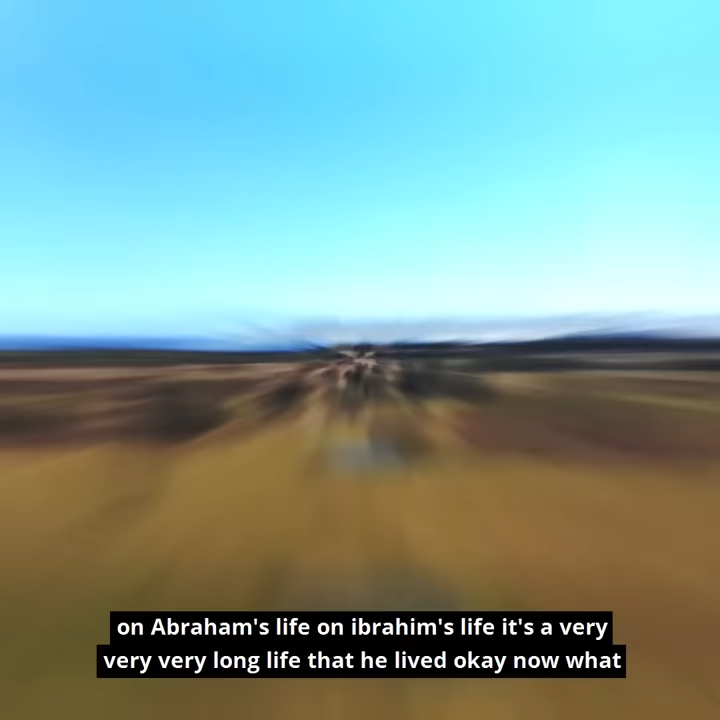 on Abraham's life on ibrahim's life it's a very
very very long life that he lived okay now what